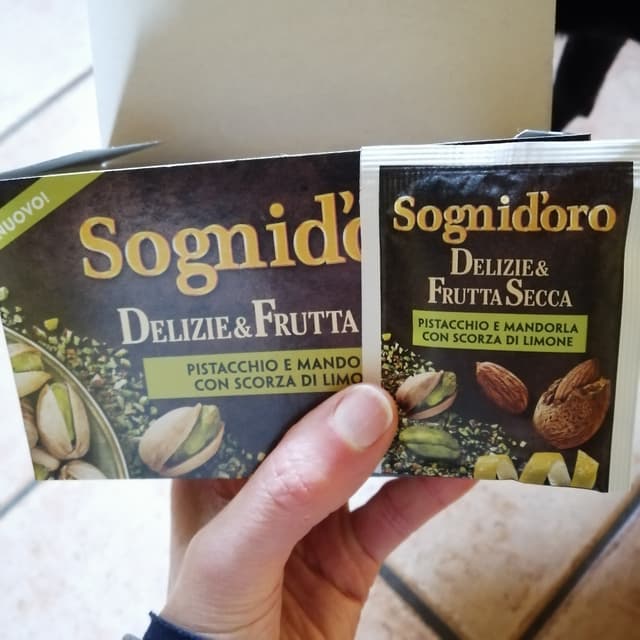 NUOVO!
Sognid'o
DELIZIE & FRUTTA
PISTACCHIO E MANDO
CON SCORZA DI LIMO
Sognid'oro
DELIZIE &
FRUTTA SECCA
PISTACCHIO E MANDORLA
CON SCORZA DI LIMONE